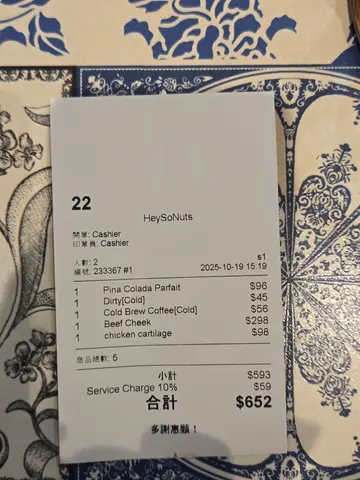 22
HeySoNuts
開單: Cashier
印單員: Cashier
s1
人數: 2
編號: 233367 #1 2025-10-19 15:19
1 Pina Colada Parfait $96
1 Dirty[Cold] $45
1 Cold Brew Coffee[Cold] $56
1 Beef Cheek $298
1 chicken cartilage $98
商品總數: 5
小計 $593
Service Charge 10% $59
合計 $652
多謝惠顧！